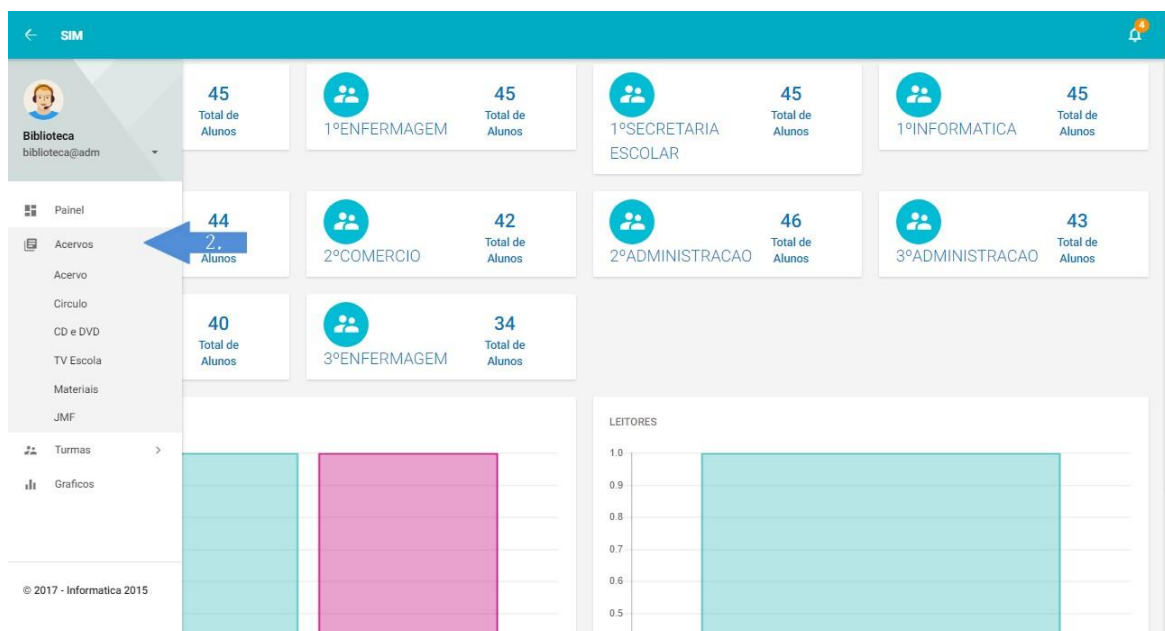 SIM
4
Biblioteca
biblioteca@adm
Painel
Acervos
Acervo
Circulo
CD e DVD
TV Escola
Materiais
JMF
Turmas
Graficos
© 2017 - Informatica 2015
2.
45
Total de
Alunos
1ºENFERMAGEM
45
Total de
Alunos
1ºSECRETARIA
ESCOLAR
45
Total de
Alunos
1ºINFORMATICA
45
Total de
Alunos
44
Alunos
2ºCOMERCIO
42
Total de
Alunos
2ºADMINISTRACAO
46
Total de
Alunos
3ºADMINISTRACAO
43
Total de
Alunos
40
Total de
Alunos
3ºENFERMAGEM
34
Total de
Alunos
LEITORES
1.0
0.9
0.8
0.7
0.6
0.5